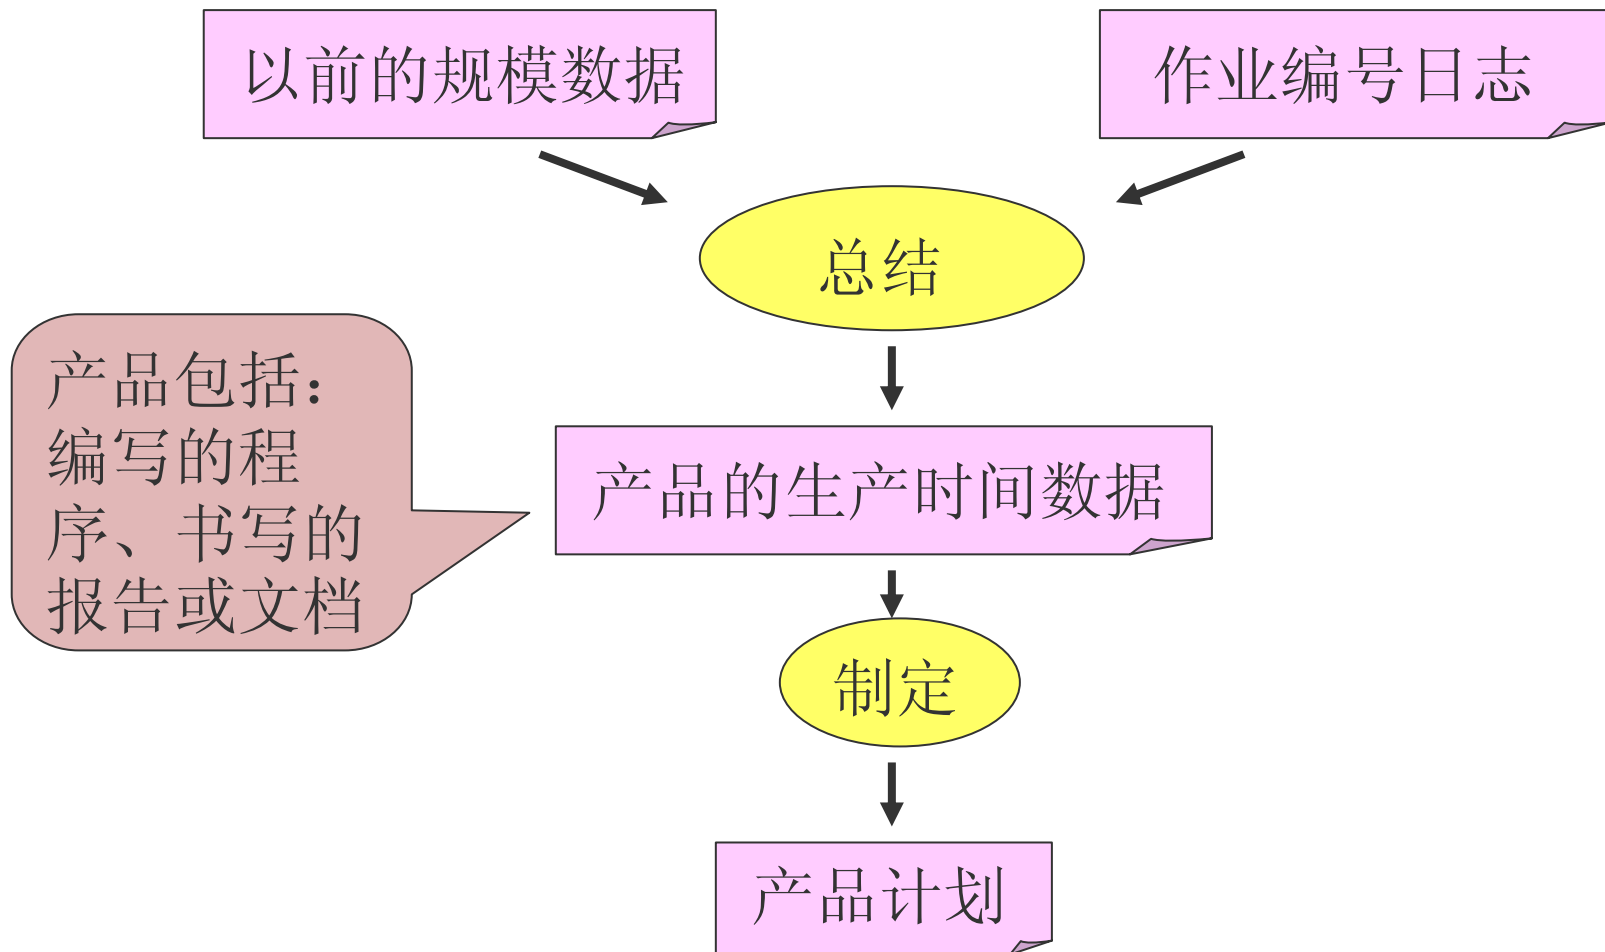 以前的规模数据
作业编号日志
总结
产品包括：
编写的程
序、书写的
报告或文档
产品的生产时间数据
制定
产品计划